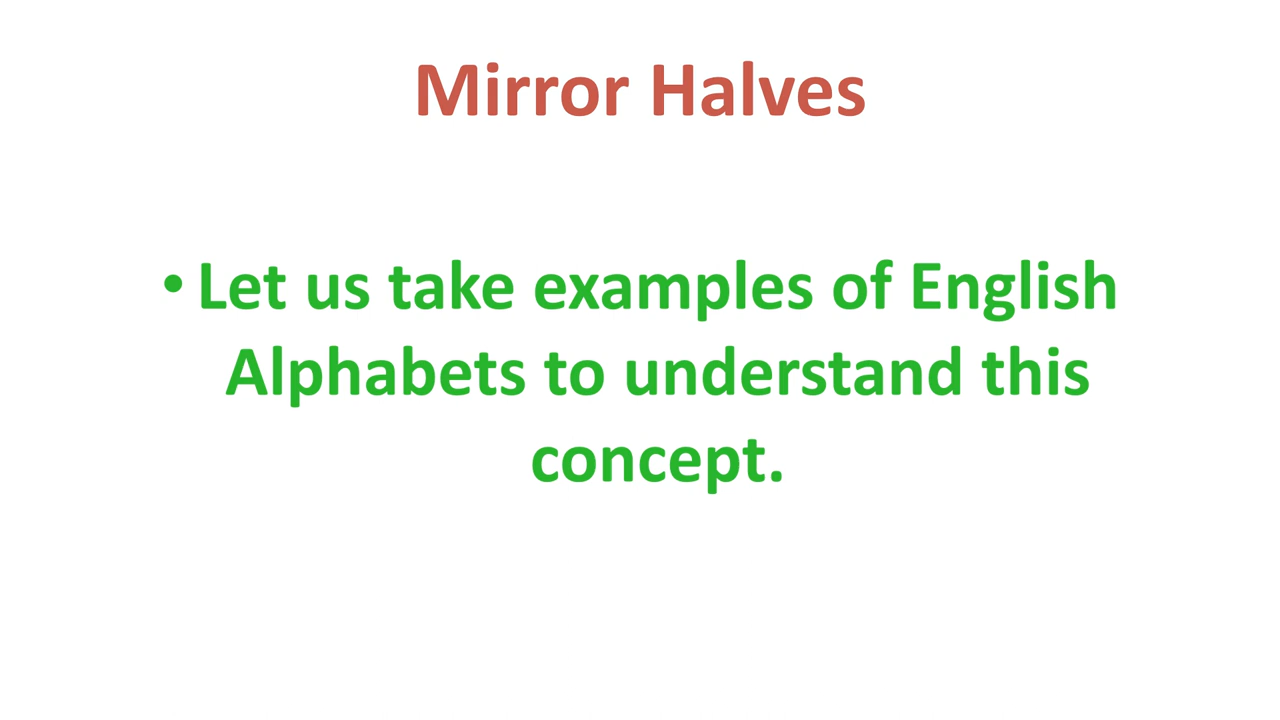 Mirror Halves
• Let us take examples of English
Alphabets to understand this
concept.